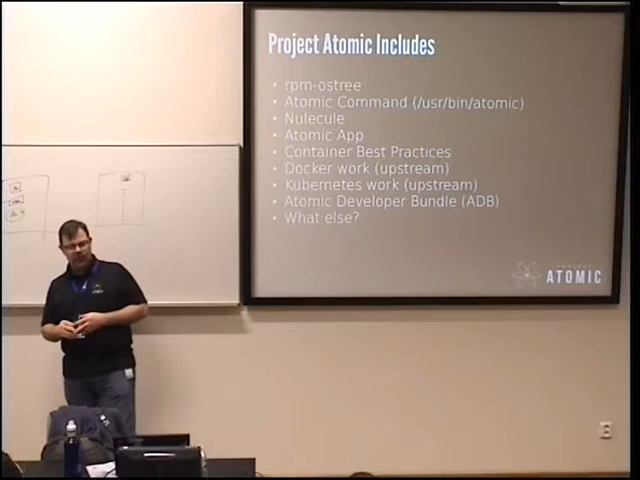 Project Atomic Includes
• rpm-ostree
• Atomic Command (/usr/bin/atomic)
• Nulecule
• Atomic App
• Container Best Practices
• Docker work (upstream)
• Kubernetes work (upstream)
• Atomic Developer Bundle (ADB)
• What else?
PROJECT
ATOMIC